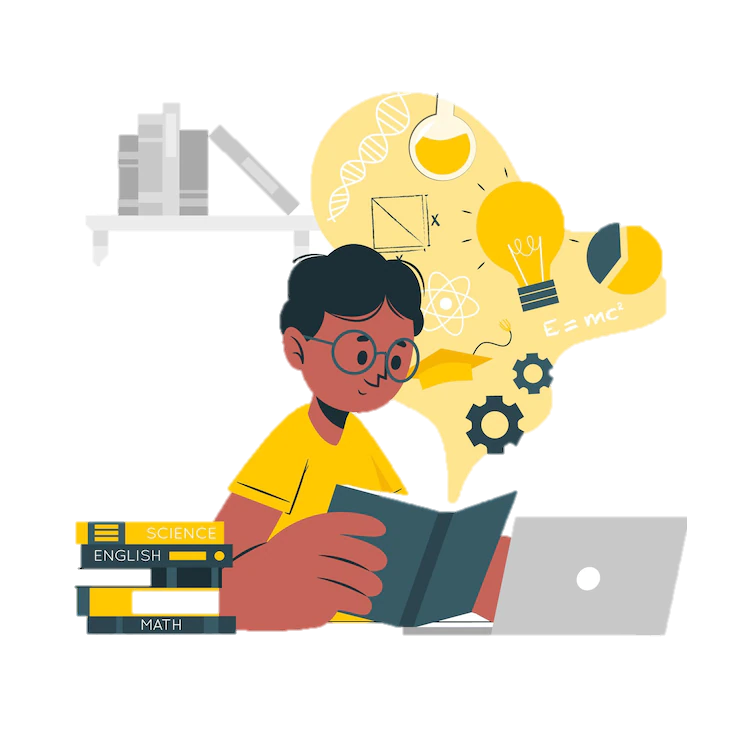 x
x
E = mc²
SCIENCE
ENGLISH
MATH